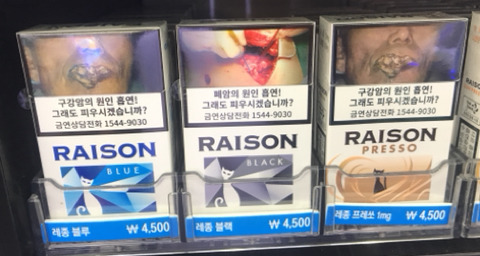 구강암의 원인 흡연!
그래도 피우시겠습니까?
금연상담전화 1544-9030
RAISON
BLUE
레종 블루 ₩ 4,500
폐암의 원인 흡연!
그래도 피우시겠습니까?
금연상담전화 1544-9030
RAISON
BLACK
레종 블랙 ₩ 4,500
구강암의 원인 흡연!
그래도 피우시겠습니까?
금연상담전화 1544-9030
RAISON
PRESSO
레종 프레쏘 1mg ₩ 4,500